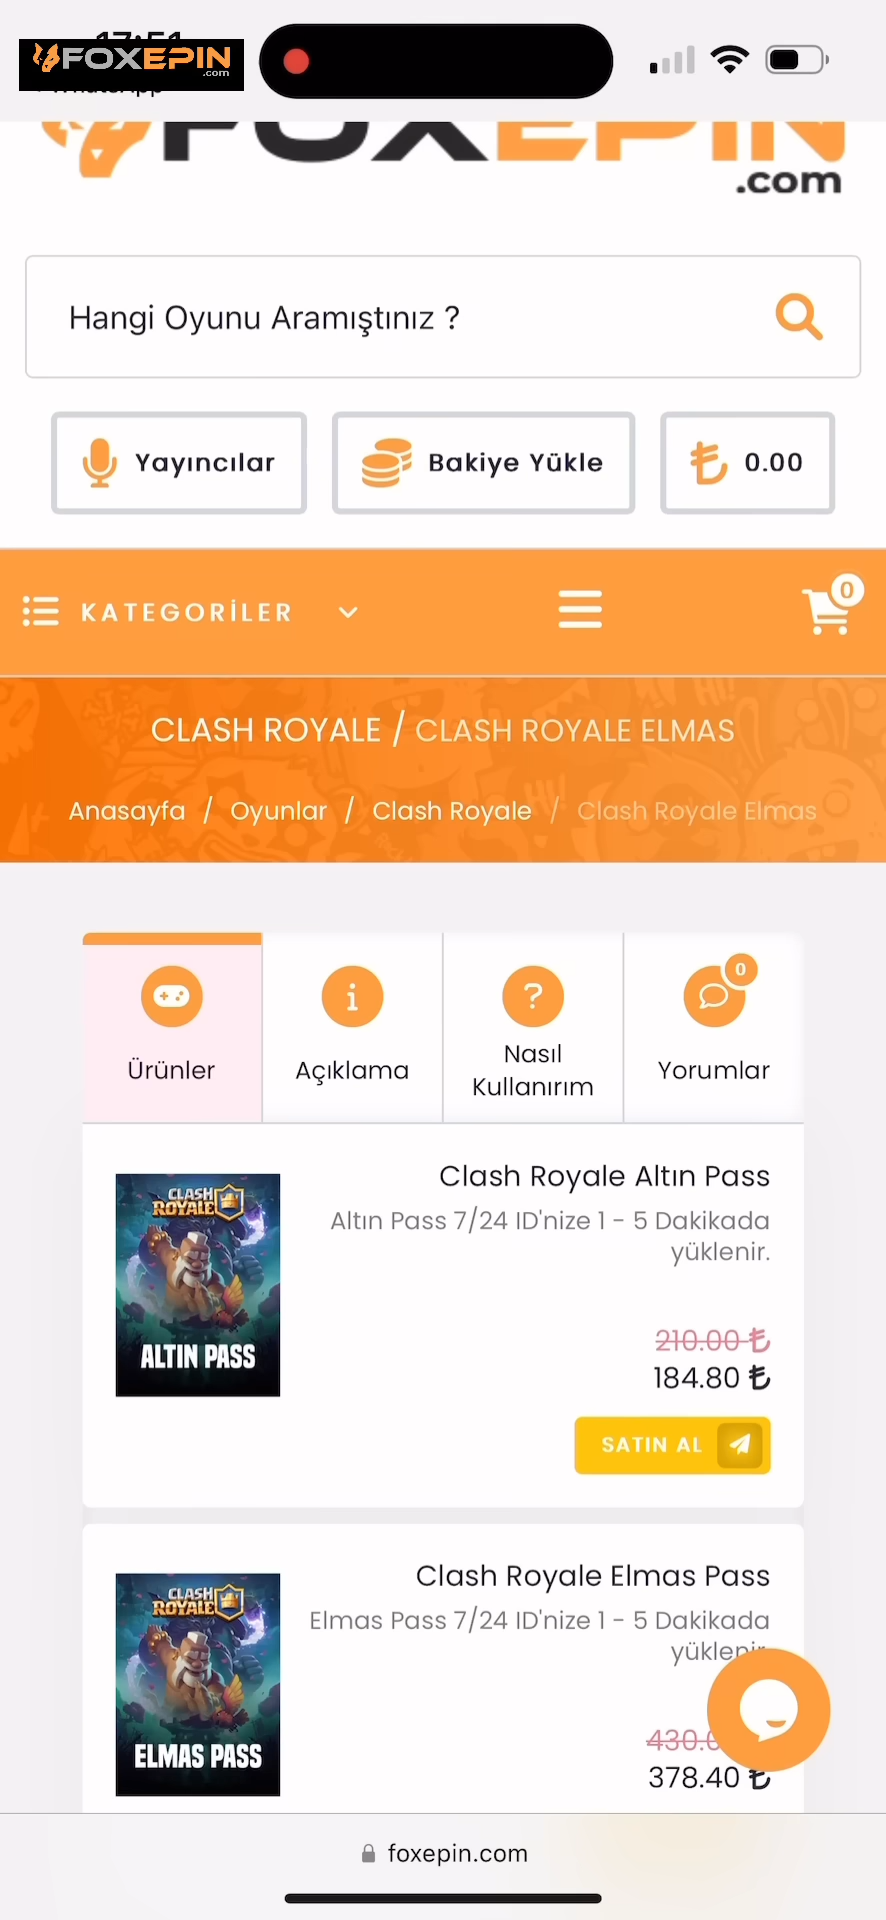 FOXEPIN
.com
FOXEPIN
.com
Hangi Oyunu Aramıştınız ?
Yayıncılar
Bakiye Yükle
0.00
KATEGORİLER
0
CLASH ROYALE / CLASH ROYALE ELMAS
Anasayfa / Oyunlar / Clash Royale / Clash Royale Elmas
Ürünler
Açıklama
Nasıl
Kullanırım
0
Yorumlar
CLASH
ROYALE
ALTIN PASS
Clash Royale Altın Pass
Altın Pass 7/24 ID'nize 1 - 5 Dakikada
yüklenir.
210.00 ₺
184.80 ₺
SATIN AL
CLASH
ROYALE
ELMAS PASS
Clash Royale Elmas Pass
Elmas Pass 7/24 ID'nize 1 - 5 Dakikada
yüklenir.
378.40 ₺
foxepin.com